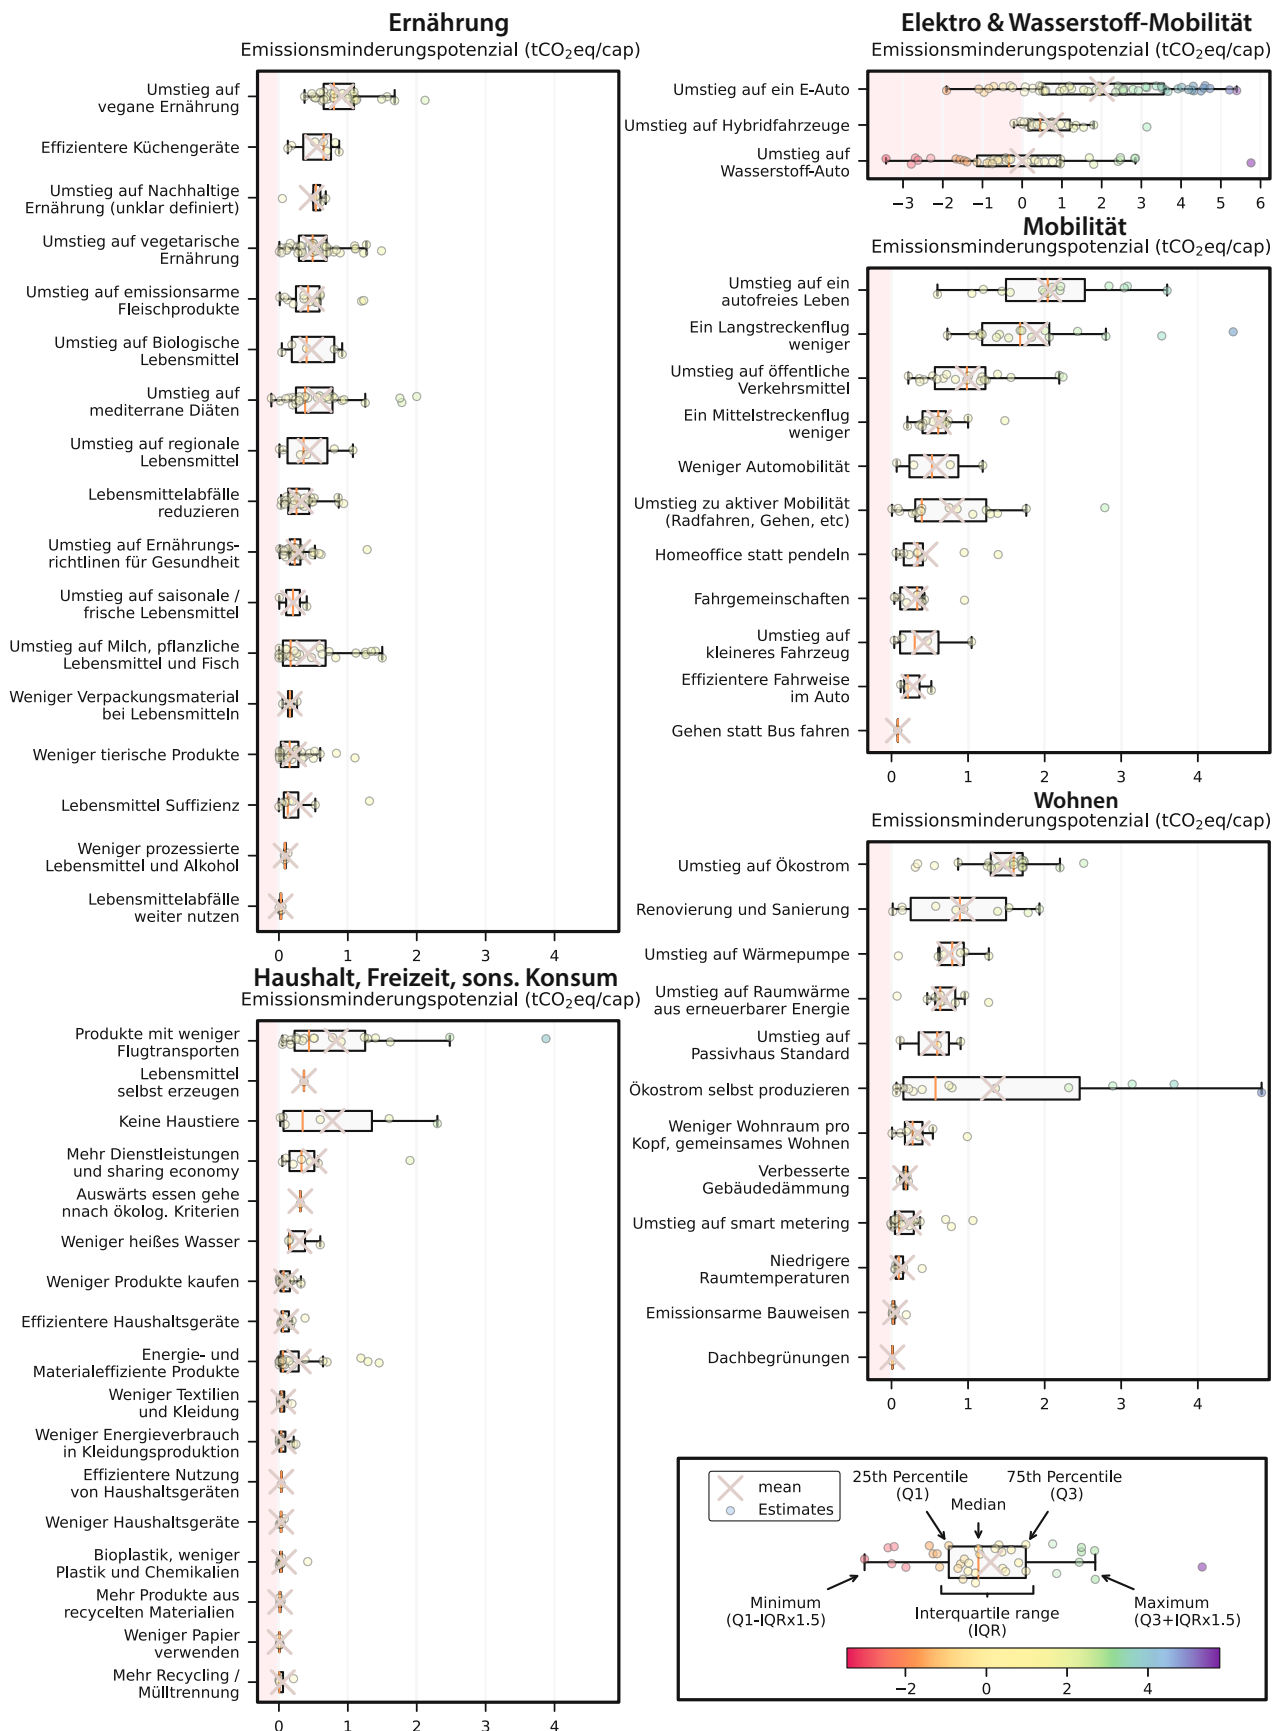 Ernährung
Emissionsminderungspotenzial (tCO₂eq/cap)
Umstieg auf
vegane Ernährung
Effizientere Küchengeräte
Umstieg auf Nachhaltige
Ernährung (unklar definiert)
Umstieg auf vegetarische
Ernährung
Umstieg auf emissionsarme
Fleischprodukte
Umstieg auf Biologische
Lebensmittel
Umstieg auf
mediterrane Diäten
Umstieg auf regionale
Lebensmittel
Lebensmittelabfälle
reduzieren
Umstieg auf Ernährungs-
richtlinen für Gesundheit
Umstieg auf saisonale /
frische Lebensmittel
Umstieg auf Milch, pflanzliche
Lebensmittel und Fisch
Weniger Verpackungsmaterial
bei Lebensmitteln
Weniger tierische Produkte
Lebensmittel Suffizienz
Weniger prozessierte
Lebensmittel und Alkohol
Lebensmittelabfälle
weiter nutzen
0 1 2 3 4
Haushalt, Freizeit, sons. Konsum
Emissionsminderungspotenzial (tCO₂eq/cap)
Produkte mit weniger
Flugtransporten
Lebensmittel
selbst erzeugen
Keine Haustiere
Mehr Dienstleistungen
und sharing economy
Auswärts essen gehe
nnach ökolog. Kriterien
Weniger heißes Wasser
Weniger Produkte kaufen
Effizientere Haushaltsgeräte
Energie- und
Materialeffiziente Produkte
Weniger Textilien
und Kleidung
Weniger Energieverbrauch
in Kleidungsproduktion
Effizientere Nutzung
von Haushaltsgeräten
Weniger Haushaltsgeräte
Bioplastik, weniger
Plastik und Chemikalien
Mehr Produkte aus
recycelten Materialien
Weniger Papier
verwenden
Mehr Recycling /
Mülltrennung
0 1 2 3 4
Elektro & Wasserstoff-Mobilität
Emissionsminderungspotenzial (tCO₂eq/cap)
Umstieg auf ein E-Auto
Umstieg auf Hybridfahrzeuge
Umstieg auf
Wasserstoff-Auto
−3 −2 −1 0 1 2 3 4 5 6
Mobilität
Emissionsminderungspotenzial (tCO₂eq/cap)
Umstieg auf ein
autofreies Leben
Ein Langstreckenflug
weniger
Umstieg auf öffentliche
Verkehrsmittel
Ein Mittelstreckenflug
weniger
Weniger Automobilität
Umstieg zu aktiver Mobilität
(Radfahren, Gehen, etc)
Homeoffice statt pendeln
Fahrgemeinschaften
Umstieg auf
kleineres Fahrzeug
Effizientere Fahrweise
im Auto
Gehen statt Bus fahren
0 1 2 3 4
Wohnen
Emissionsminderungspotenzial (tCO₂eq/cap)
Umstieg auf Ökostrom
Renovierung und Sanierung
Umstieg auf Wärmepumpe
Umstieg auf Raumwärme
aus erneuerbarer Energie
Umstieg auf
Passivhaus Standard
Ökostrom selbst produzieren
Weniger Wohnraum pro
Kopf, gemeinsames Wohnen
Verbesserte
Gebäudedämmung
Umstieg auf smart metering
Niedrigere
Raumtemperaturen
Emissionsarme Bauweisen
Dachbegrünungen
0 1 2 3 4
mean
Estimates
25th Percentile
(Q1)
Median
75th Percentile
(Q3)
Minimum
(Q1-IQRx1.5)
Interquartile range
(IQR)
Maximum
(Q3+IQRx1.5)
−2 0 2 4